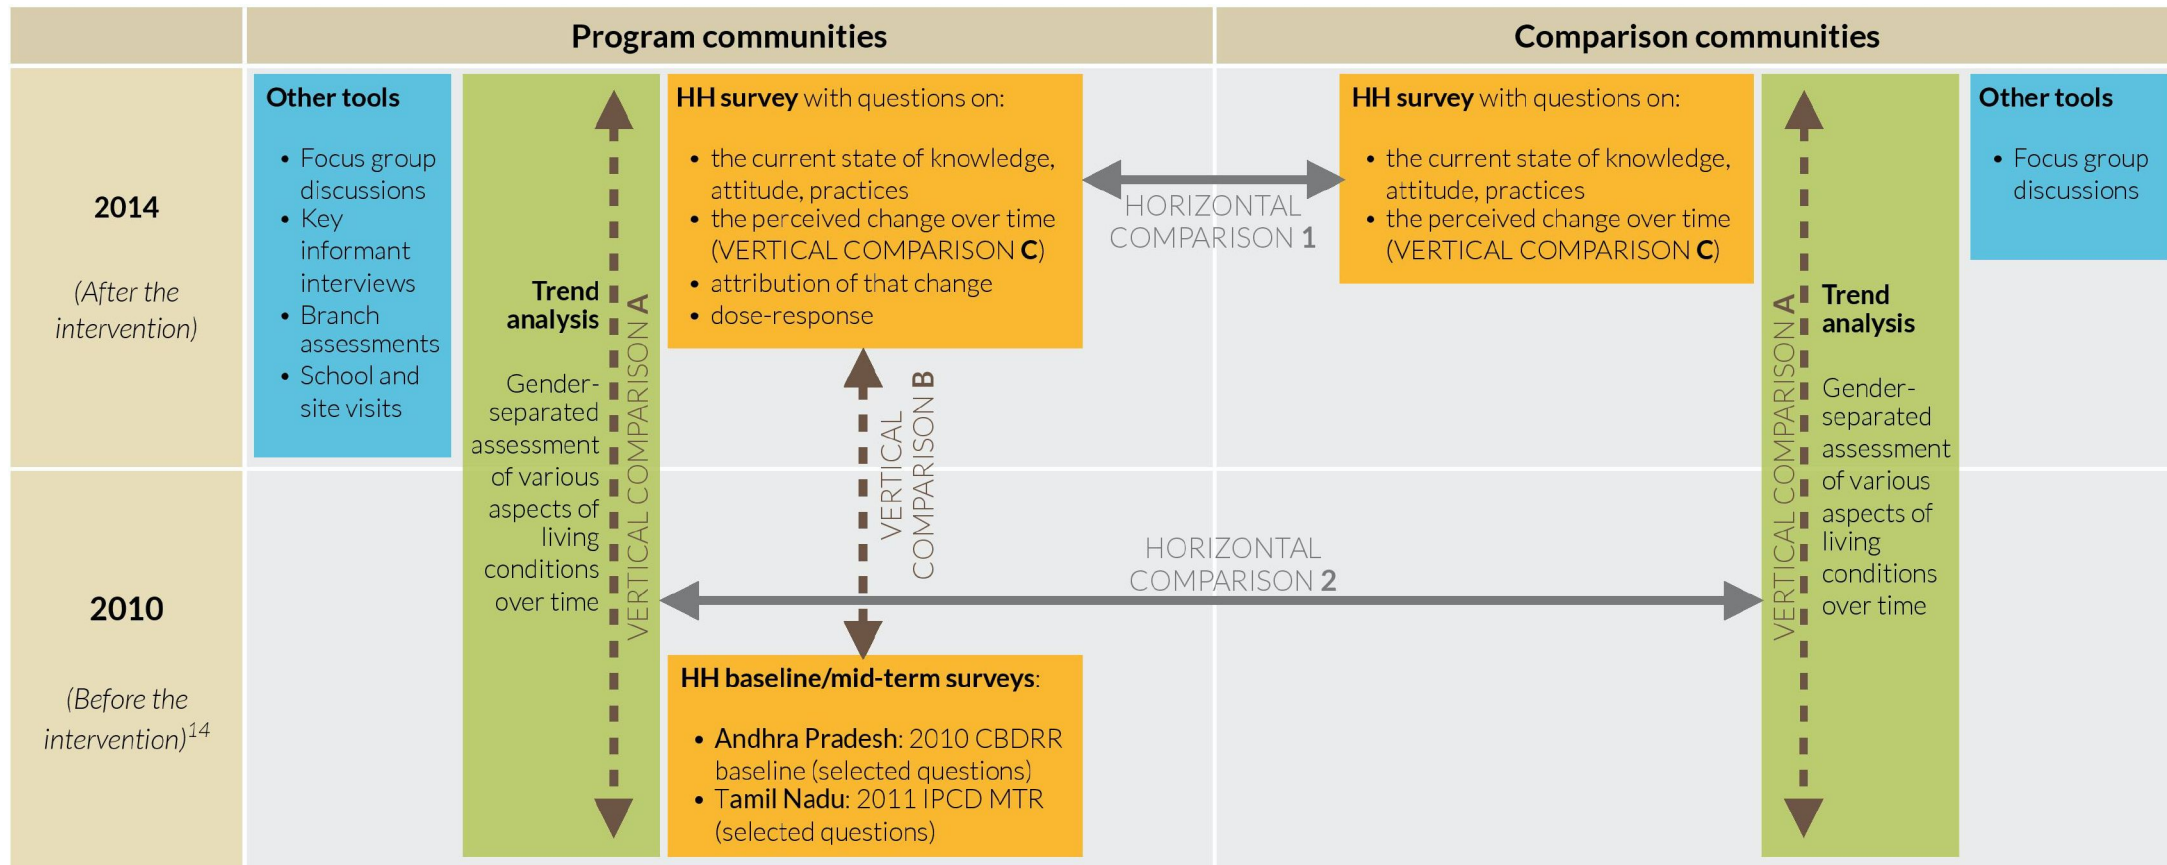 Program communities
Comparison communities
2014
(After the
intervention)
Other tools
• Focus group
discussions
• Key
informant
interviews
• Branch
assessments
• School and
site visits
Trend
analysis
Gender-
separated
assessment
of various
aspects of
living
conditions
over time
VERTICAL COMPARISON A
HH survey with questions on:
• the current state of knowledge,
attitude, practices
• the perceived change over time
(VERTICAL COMPARISON C)
• attribution of that change
• dose-response
HORIZONTAL
COMPARISON 1
HH survey with questions on:
• the current state of knowledge,
attitude, practices
• the perceived change over time
(VERTICAL COMPARISON C)
VERTICAL COMPARISON A
Trend
analysis
Gender-
separated
assessment
of various
aspects of
living
conditions
over time
Other tools
• Focus group
discussions
VERTICAL
COMPARISON B
HORIZONTAL
COMPARISON 2
2010
(Before the
intervention)14
HH baseline/mid-term surveys:
• Andhra Pradesh: 2010 CBDRR
baseline (selected questions)
• Tamil Nadu: 2011 IPCD MTR
(selected questions)